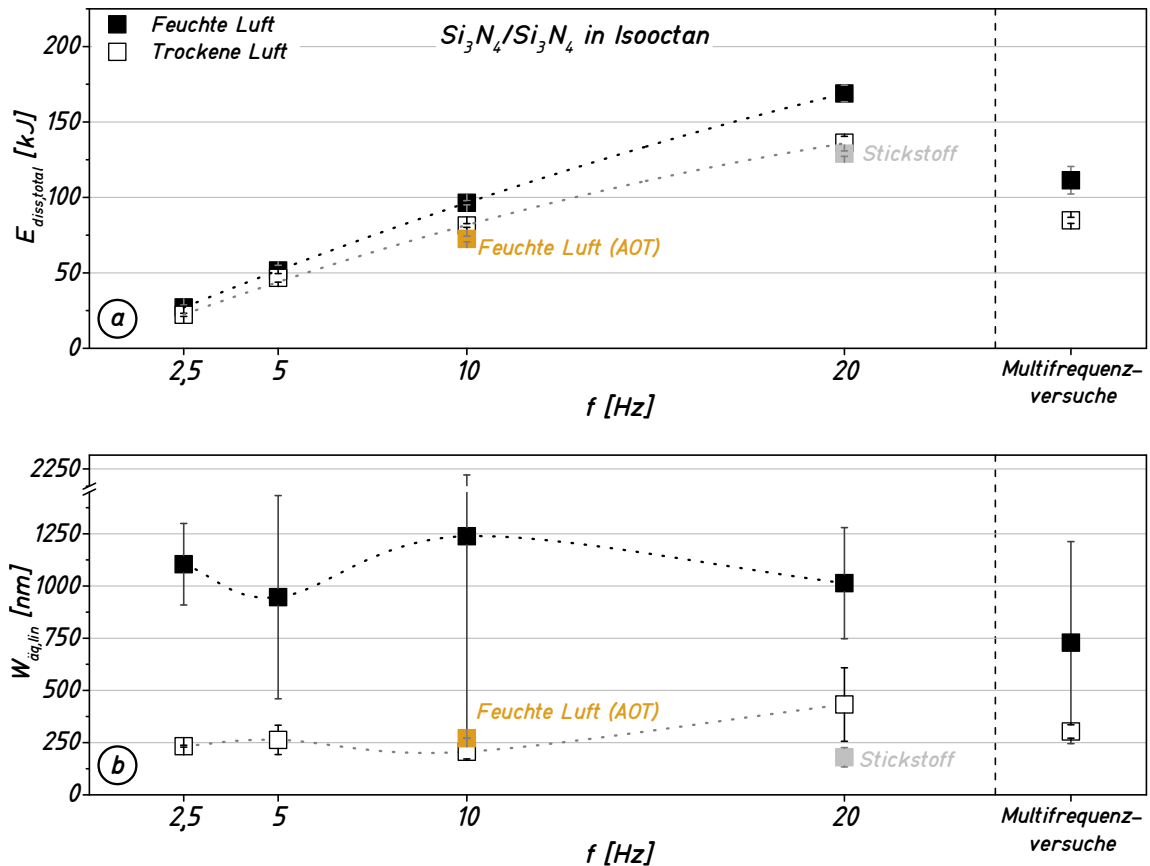 Feuchte Luft
Trockene Luft
Si₃N₄/Si₃N₄ in Isooctan
200
150
100
50
0
E_diss,total [kJ]
Stickstoff
Feuchte Luft (AOT)
a
2,5 5 10 20
Multifrequenz-
versuche
f [Hz]
2250
1250
1000
750
500
250
0
W_äq,lin [nm]
Feuchte Luft (AOT)
Stickstoff
b
2,5 5 10 20
Multifrequenz-
versuche
f [Hz]